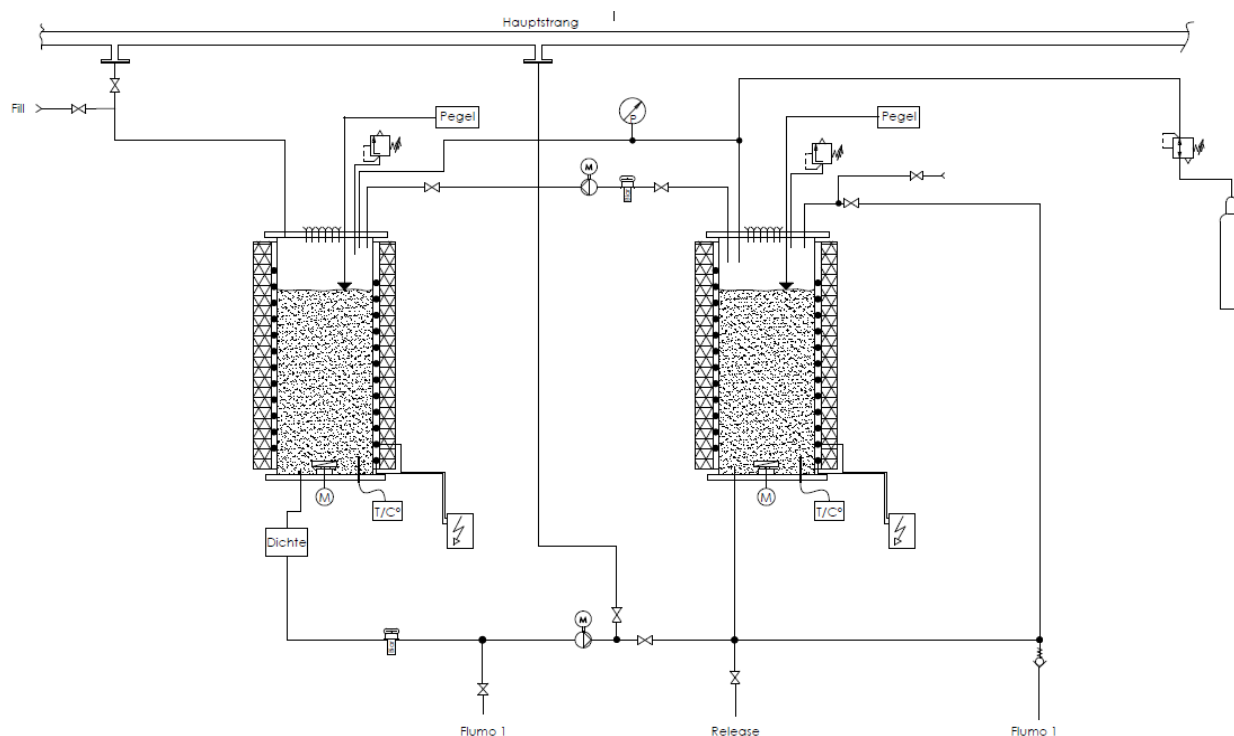 Hauptstrang
Fill
Pegel
Pegel
P
M
M
M
T/C°
T/C°
Dichte
M
Flumo 1
Release
Flumo 1